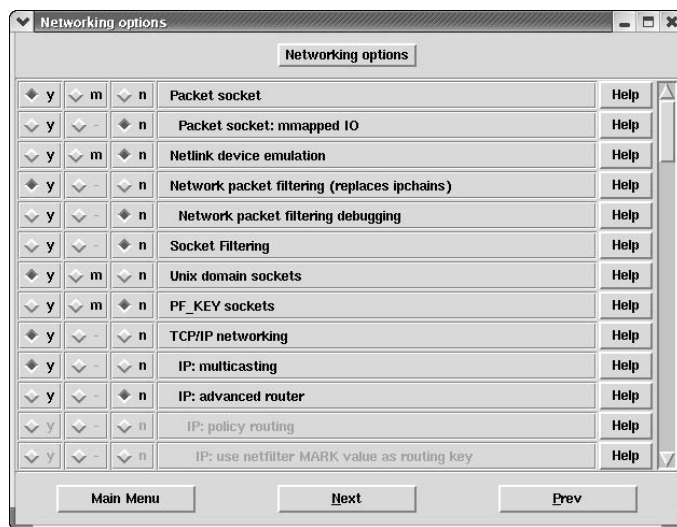 Networking options
Networking options
y m n Packet socket Help
y - n Packet socket: mmapped IO Help
y m n Netlink device emulation Help
y - n Network packet filtering (replaces ipchains) Help
y - n Network packet filtering debugging Help
y - n Socket Filtering Help
y m n Unix domain sockets Help
y m n PF_KEY sockets Help
y - n TCP/IP networking Help
y - n IP: multicasting Help
y - n IP: advanced router Help
y - n IP: policy routing Help
y - n IP: use netfilter MARK value as routing key Help
Main Menu Next Prev